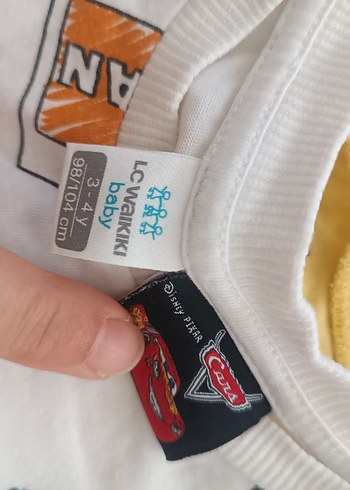 LC WAIKIKI
baby
3 - 4 Y
98/104 cm
DISNEY PIXAR
Cars
AN